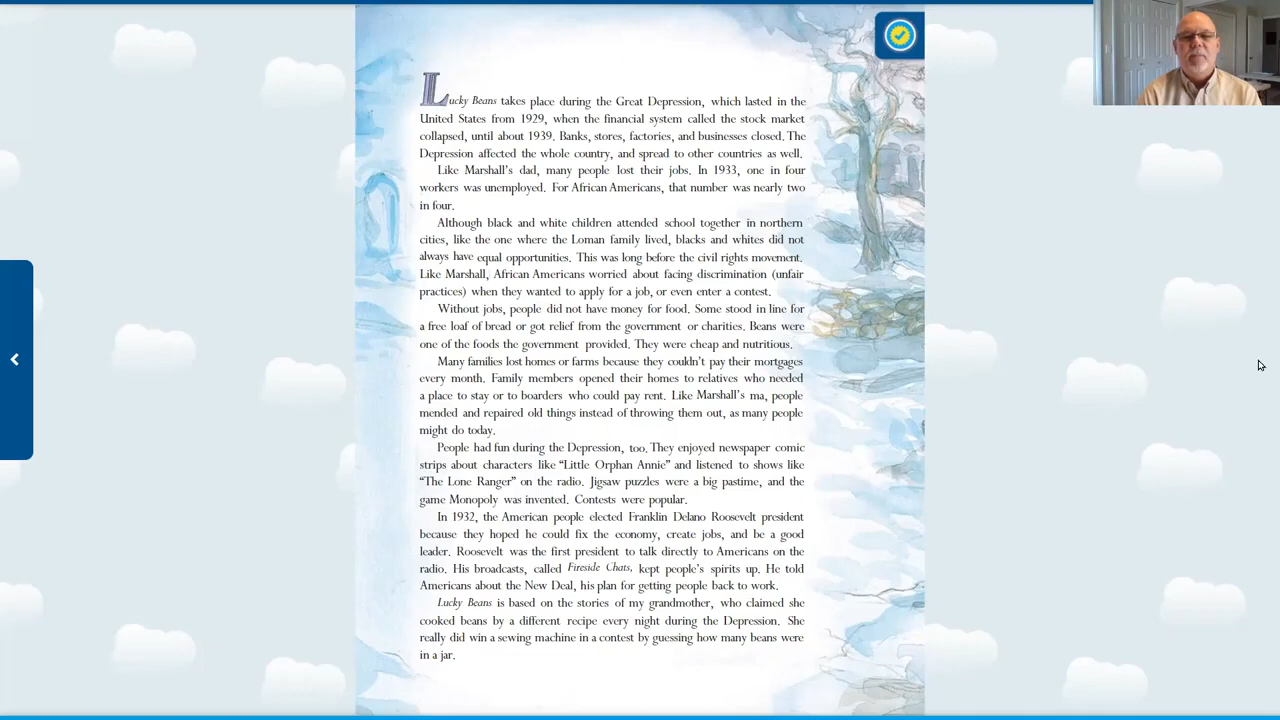 Lucky Beans takes place during the Great Depression, which lasted in the
United States from 1929, when the financial system called the stock market
collapsed, until about 1939. Banks, stores, factories, and businesses closed. The
Depression affected the whole country, and spread to other countries as well.
Like Marshall’s dad, many people lost their jobs. In 1933, one in four
workers was unemployed. For African Americans, that number was nearly two
in four.
Although black and white children attended school together in northern
cities, like the one where the Loman family lived, blacks and whites did not
always have equal opportunities. This was long before the civil rights movement.
Like Marshall, African Americans worried about facing discrimination (unfair
practices) when they wanted to apply for a job, or even enter a contest.
Without jobs, people did not have money for food. Some stood in line for
a free loaf of bread or got relief from the government or charities. Beans were
one of the foods the government provided. They were cheap and nutritious.
Many families lost homes or farms because they couldn’t pay their mortgages
every month. Family members opened their homes to relatives who needed
a place to stay or to boarders who could pay rent. Like Marshall’s ma, people
mended and repaired old things instead of throwing them out, as many people
might do today.
People had fun during the Depression, too. They enjoyed newspaper comic
strips about characters like “Little Orphan Annie” and listened to shows like
“The Lone Ranger” on the radio. Jigsaw puzzles were a big pastime, and the
game Monopoly was invented. Contests were popular.
In 1932, the American people elected Franklin Delano Roosevelt president
because they hoped he could fix the economy, create jobs, and be a good
leader. Roosevelt was the first president to talk directly to Americans on the
radio. His broadcasts, called Fireside Chats, kept people’s spirits up. He told
Americans about the New Deal, his plan for getting people back to work.
Lucky Beans is based on the stories of my grandmother, who claimed she
cooked beans by a different recipe every night during the Depression. She
really did win a sewing machine in a contest by guessing how many beans were
in a jar.